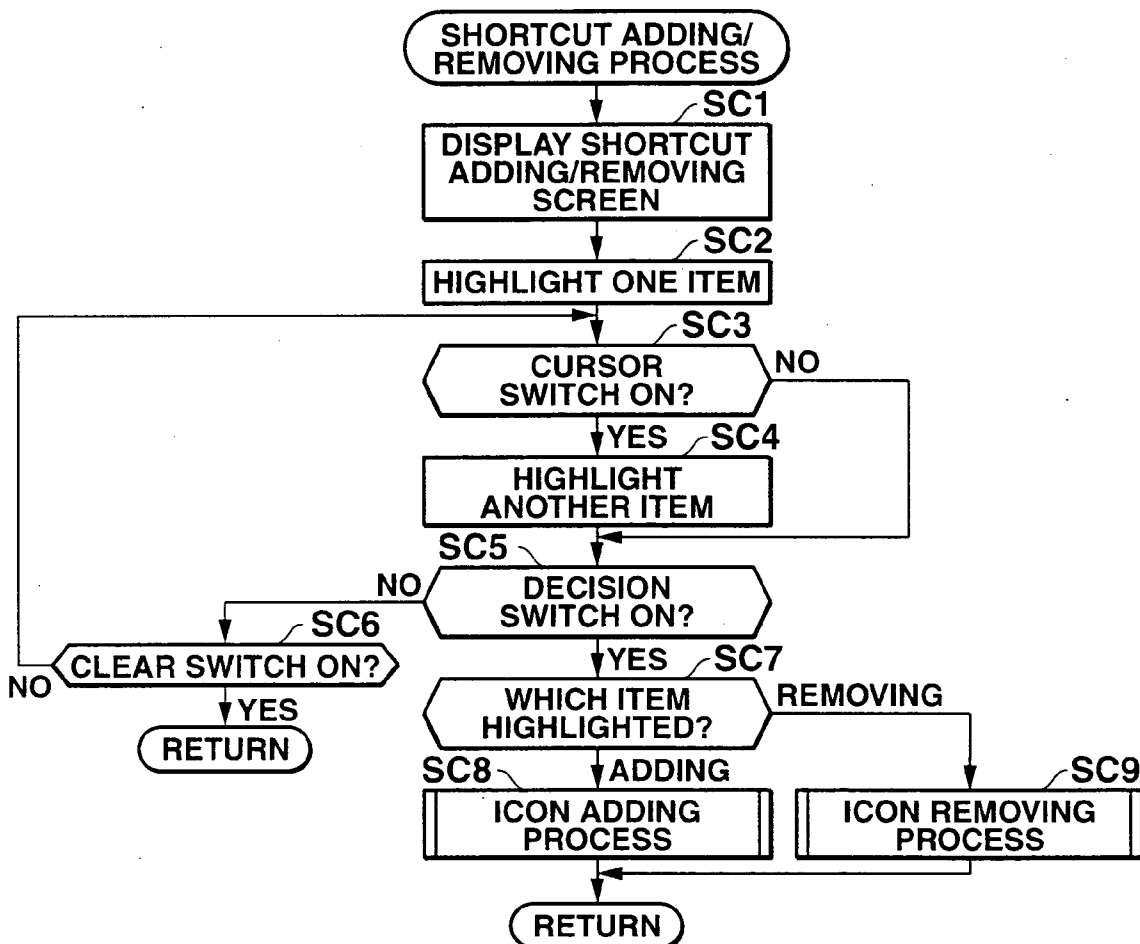 SHORTCUT ADDING/
REMOVING PROCESS
SC1
DISPLAY SHORTCUT
ADDING/REMOVING
SCREEN
SC2
HIGHLIGHT ONE ITEM
SC3
CURSOR
SWITCH ON?
NO
YES
SC4
HIGHLIGHT
ANOTHER ITEM
SC5
DECISION
SWITCH ON?
NO
YES
SC6
CLEAR SWITCH ON?
NO
YES
RETURN
SC7
WHICH ITEM
HIGHLIGHTED?
REMOVING
ADDING
SC8
ICON ADDING
PROCESS
SC9
ICON REMOVING
PROCESS
RETURN